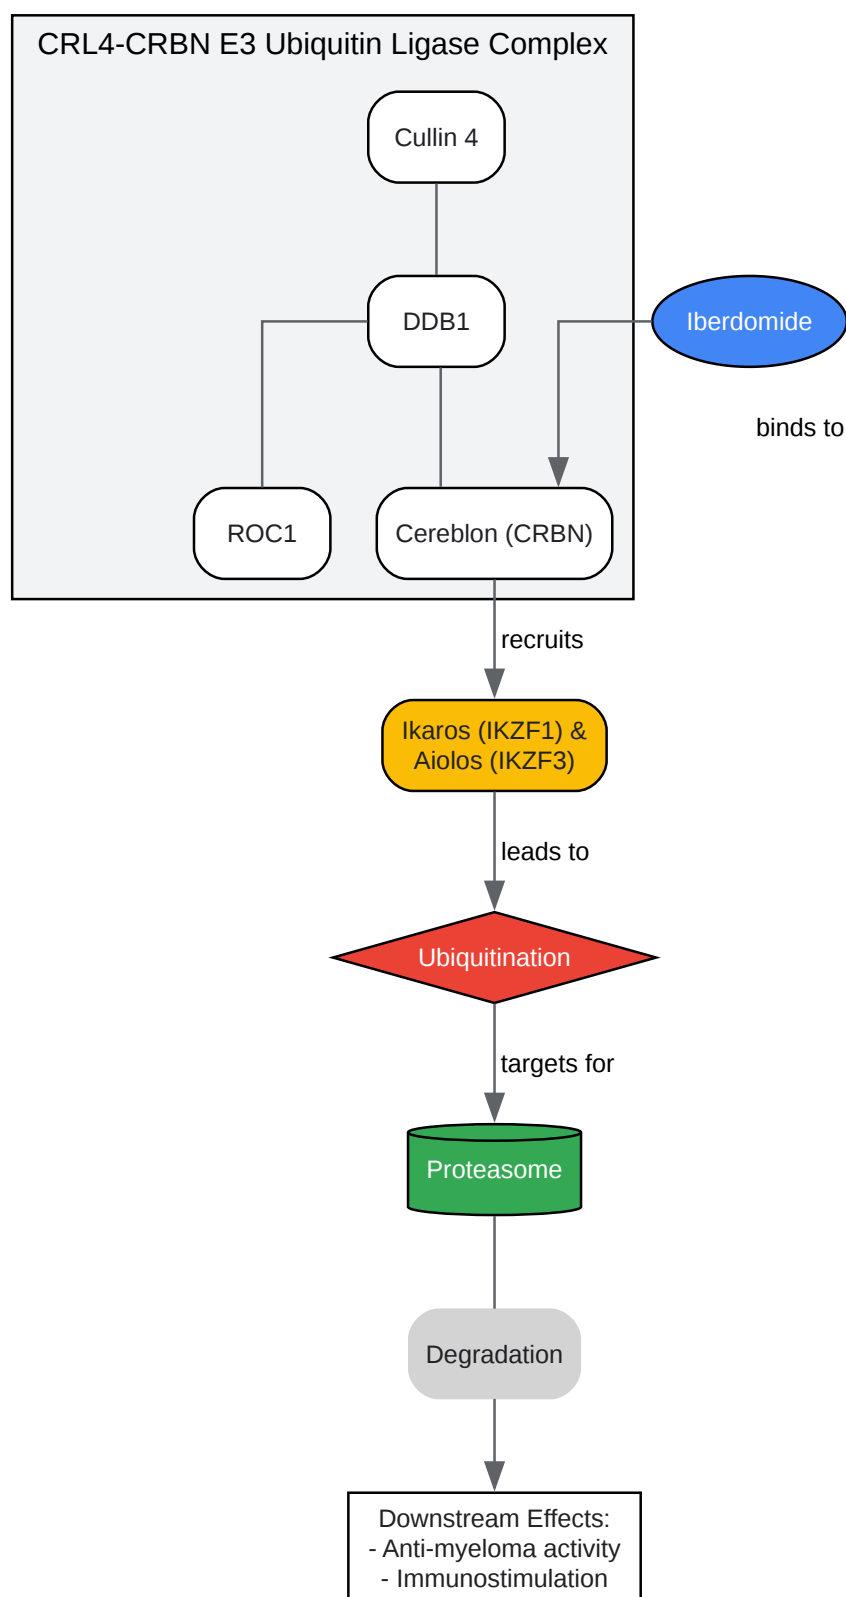 CRL4-CRBN E3 Ubiquitin Ligase Complex
Cullin 4
DDB1
Iberdomide
binds to
ROC1
Cereblon (CRBN)
recruits
Ikaros (IKZF1) &
Aiolos (IKZF3)
leads to
Ubiquitination
targets for
Proteasome
Degradation
Downstream Effects:
- Anti-myeloma activity
- Immunostimulation